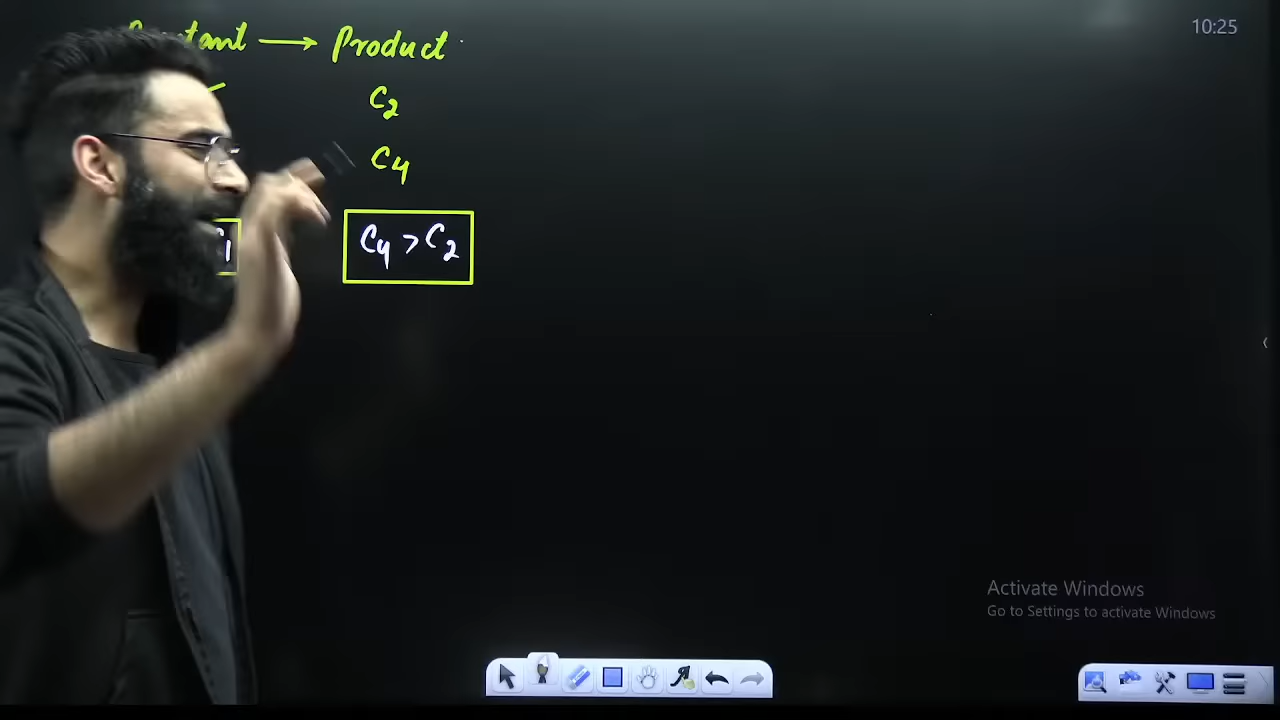 10:25
→ Product
C2
C4
C4 > C2
Activate Windows
Go to Settings to activate Windows